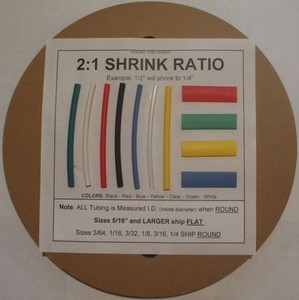 2:1 SHRINK RATIO
Example: 1/2" will shrink to 1/4"
COLORS Black - Red - Blue - Yellow - Clear - Green - White
Note: ALL Tubing is Measured I.D. (inside diameter) when ROUND
Sizes 5/16" and LARGER ship FLAT
Sizes 3/64, 1/16, 3/32, 1/8, 3/16, 1/4 SHIP ROUND